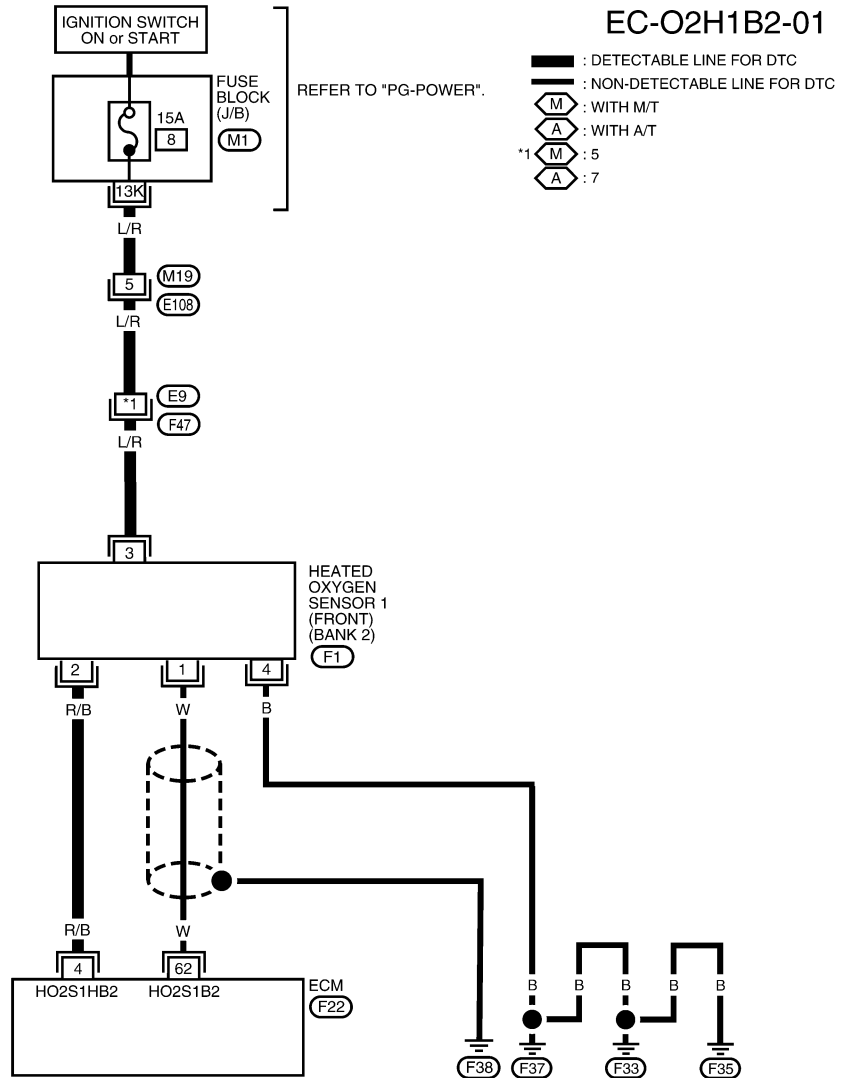 EC-O2H1B2-01
IGNITION SWITCH
ON or START
FUSE
BLOCK
(J/B)
M1
15A
8
13K
REFER TO "PG-POWER".
: DETECTABLE LINE FOR DTC
: NON-DETECTABLE LINE FOR DTC
M : WITH M/T
A : WITH A/T
*1 M : 5
A : 7
L/R
5
M19
E108
L/R
*1
E9
F47
L/R
3
HEATED
OXYGEN
SENSOR 1
(FRONT)
(BANK 2)
F1
2 1 4
R/B W B
R/B W
4 62
HO2S1HB2 HO2S1B2
ECM
F22
B B B B B
F38 F37 F33 F35